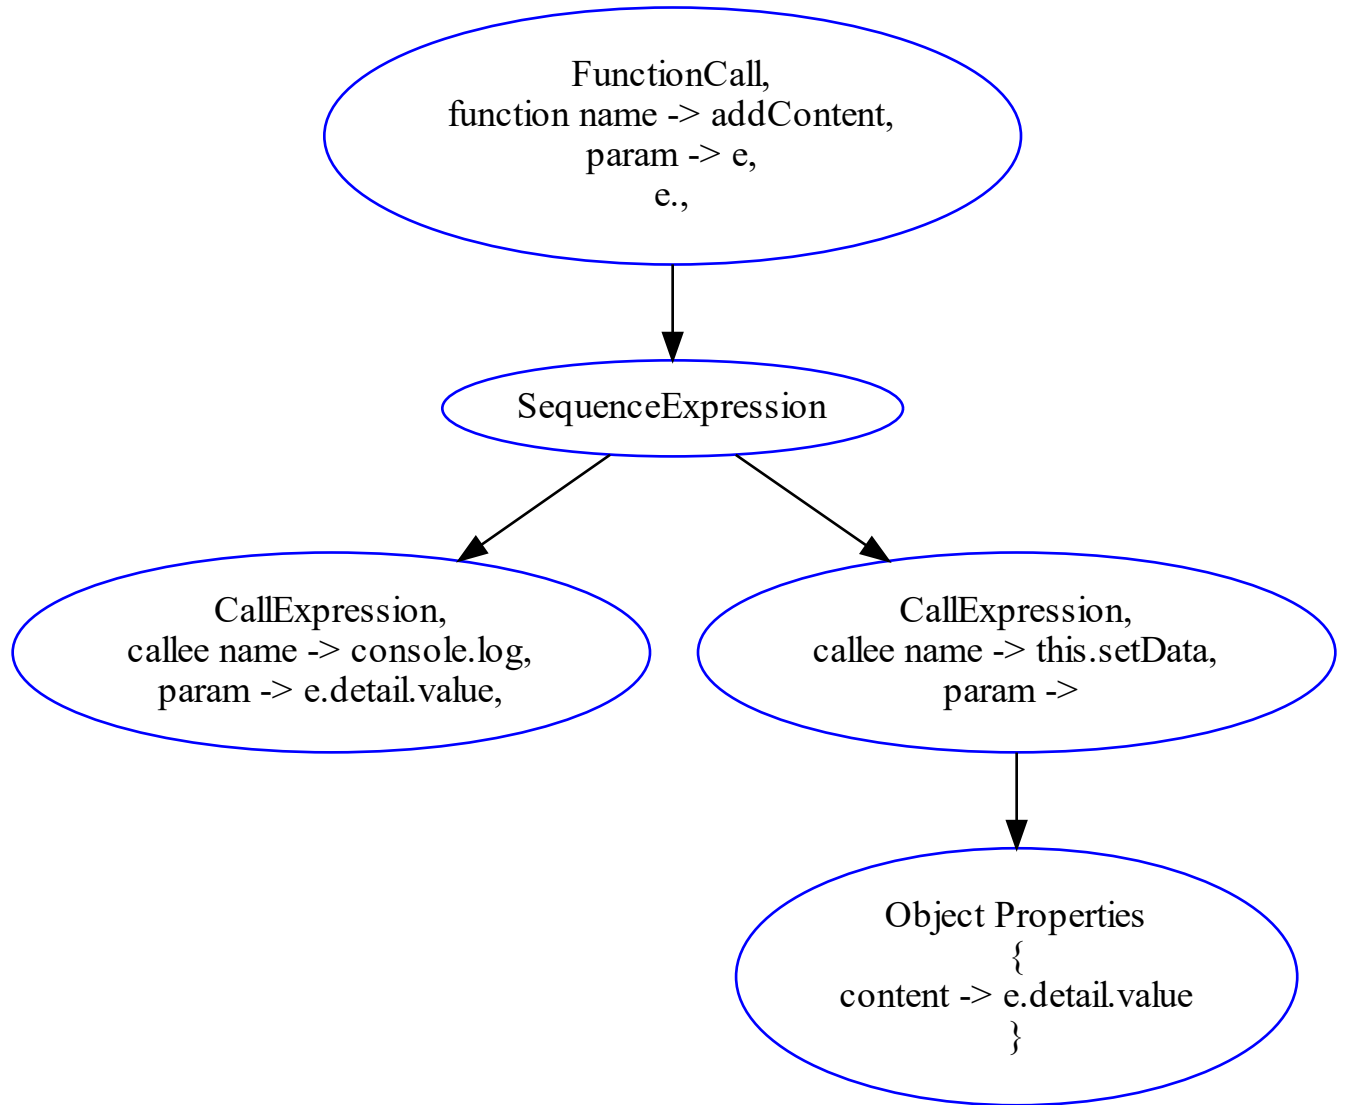 FunctionCall,
function name -> addContent,
param -> e,
e.,
SequenceExpression
CallExpression,
callee name -> console.log,
param -> e.detail.value,
CallExpression,
callee name -> this.setData,
param ->
Object Properties
{
content -> e.detail.value
}